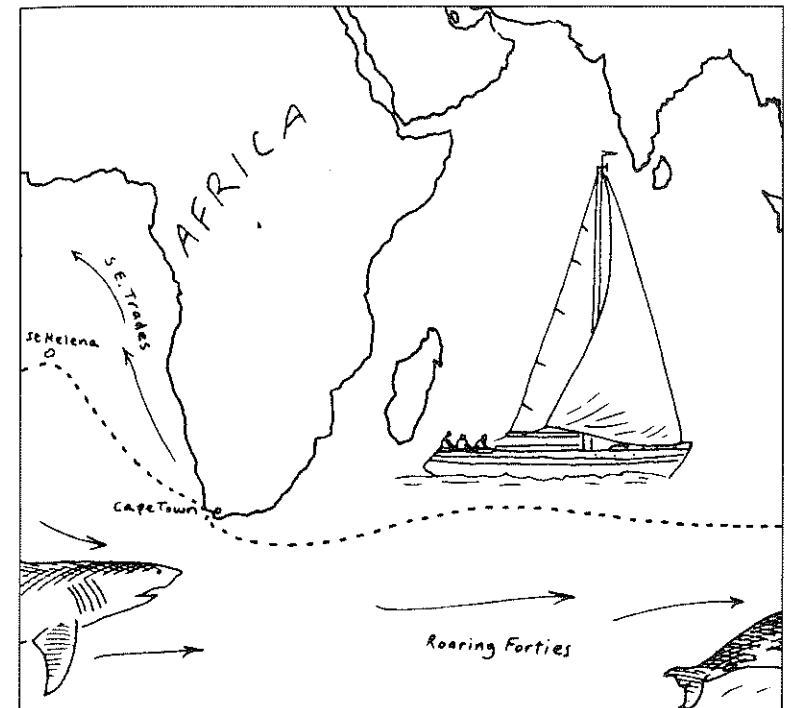 AFRICA
S.E. Trades
St Helena
Cape Town
Roaring Forties